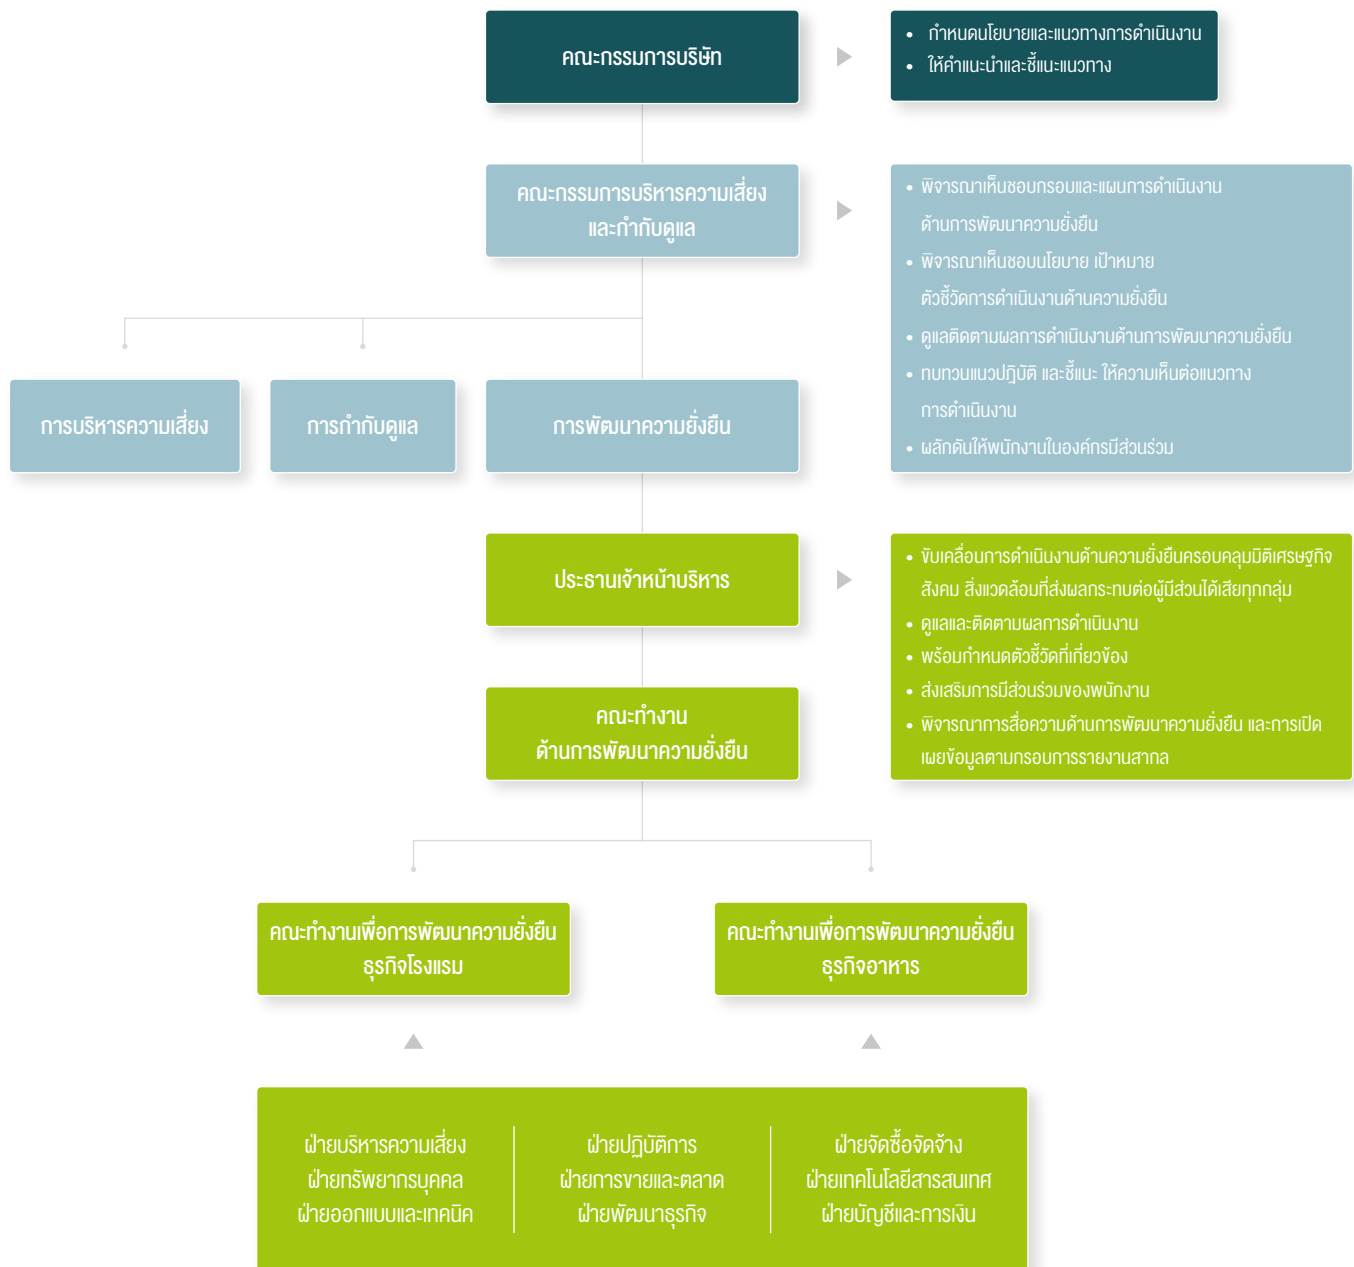 คณะกรรมการบริษัท
• กำหนดนโยบายและแนวทางการดำเนินงาน
• ให้คำแนะนำและชี้แนะแนวทาง
คณะกรรมการบริหารความเสี่ยง
และกำกับดูแล
• พิจารณาเห็นชอบกรอบและแผนการดำเนินงาน
ด้านการพัฒนาความยั่งยืน
• พิจารณาเห็นชอบนโยบาย เป้าหมาย
ตัวชี้วัดการดำเนินงานด้านความยั่งยืน
• ดูแลติดตามผลการดำเนินงานด้านการพัฒนาความยั่งยืน
• ทบทวนแนวปฎิบัติ และชี้แนะ ให้ความเห็นต่อแนวทาง
การดำเนินงาน
• ผลักดันให้พนักงานในองค์กรมีส่วนร่วม
การบริหารความเสี่ยง
การกำกับดูแล
การพัฒนาความยั่งยืน
ประธานเจ้าหน้าบริหาร
• ขับเคลื่อนการดำเนินงานด้านความยั่งยืนครอบคลุมมิติเศรษฐกิจ
สังคม สิ่งแวดล้อมที่ส่งผลกระทบต่อผู้มีส่วนได้เสียทุกกลุ่ม
• ดูแลและติดตามผลการดำเนินงาน
• พร้อมกำหนดตัวชี้วัดที่เกี่ยวข้อง
• ส่งเสริมการมีส่วนร่วมของพนักงาน
• พิจารณาการสื่อความด้านการพัฒนาความยั่งยืน และการเปิด
เผยข้อมูลตามกรอบการรายงานสากล
คณะทำงาน
ด้านการพัฒนาความยั่งยืน
คณะทำงานเพื่อการพัฒนาความยั่งยืน
ธุรกิจโรงแรม
คณะทำงานเพื่อการพัฒนาความยั่งยืน
ธุรกิจอาหาร
ฝ่ายบริหารความเสี่ยง
ฝ่ายทรัพยากรบุคคล
ฝ่ายออกแบบและเทคนิค
ฝ่ายปฏิบัติการ
ฝ่ายการขายและตลาด
ฝ่ายพัฒนาธุรกิจ
ฝ่ายจัดซื้อจัดจ้าง
ฝ่ายเทคโนโลยีสารสนเทศ
ฝ่ายบัญชีและการเงิน